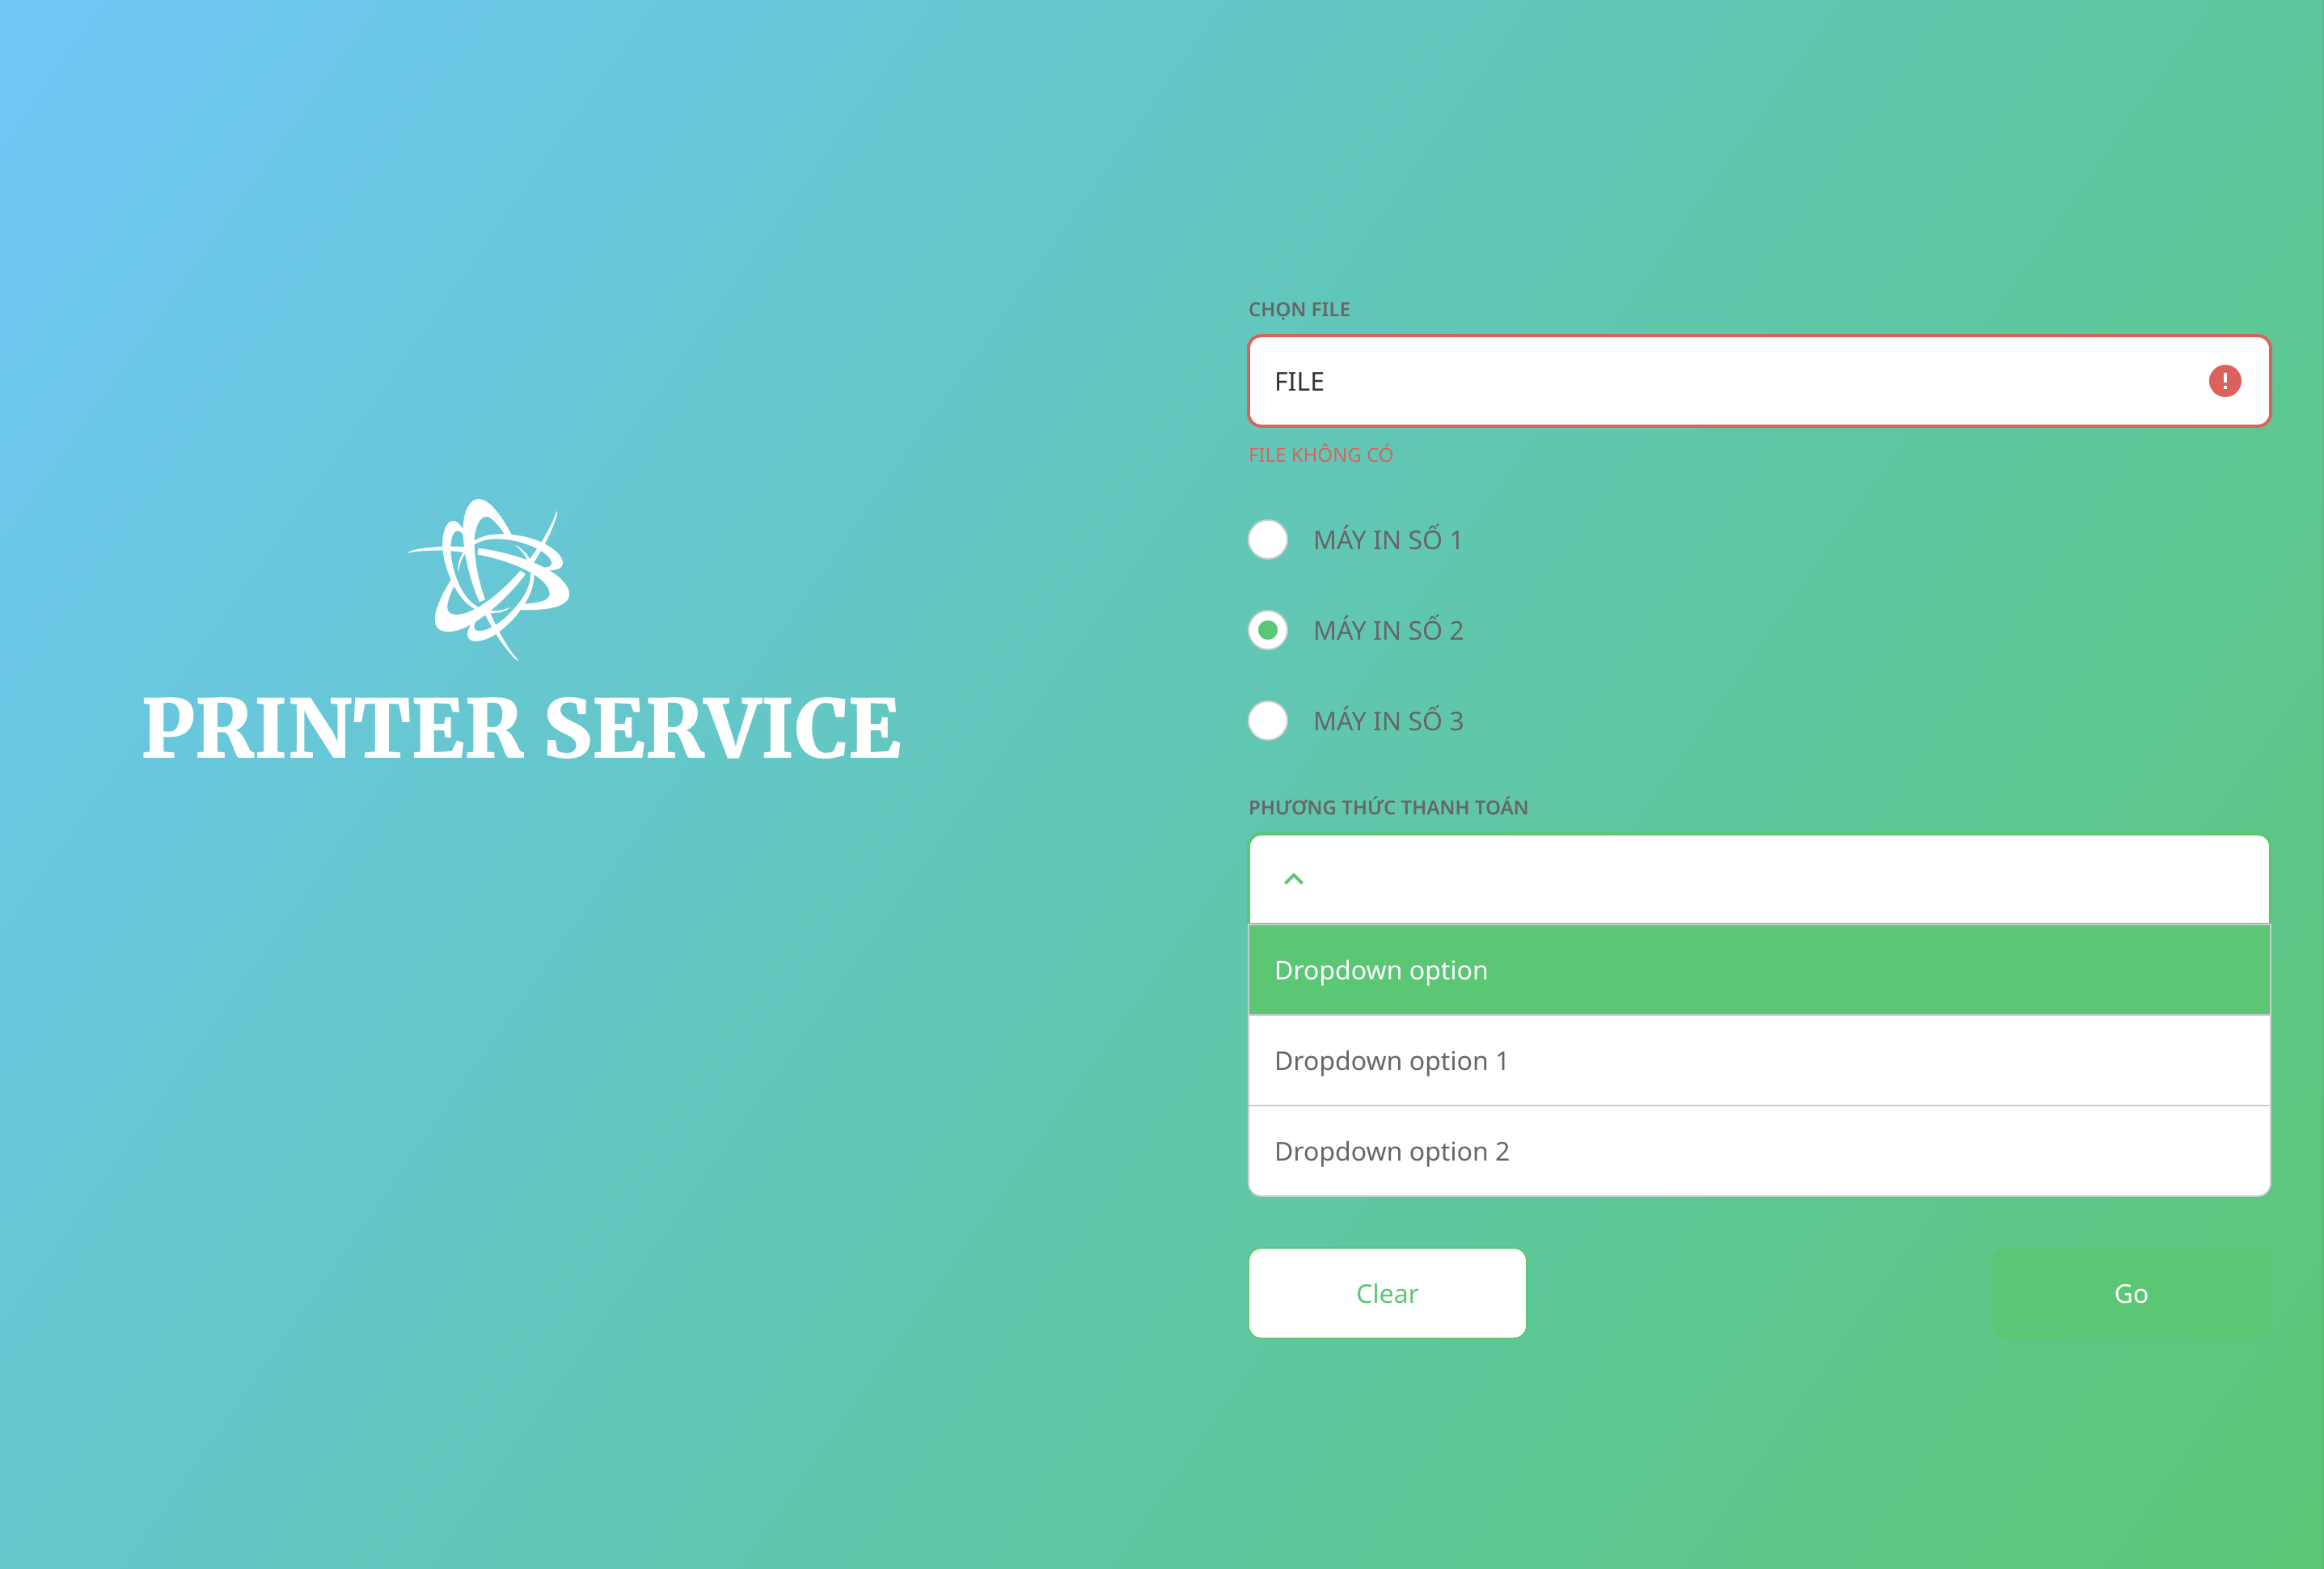 PRINTER SERVICE
CHỌN FILE
FILE
FILE KHÔNG CÓ
MÁY IN SỐ 1
MÁY IN SỐ 2
MÁY IN SỐ 3
PHƯƠNG THỨC THANH TOÁN
Dropdown option
Dropdown option 1
Dropdown option 2
Clear
Go